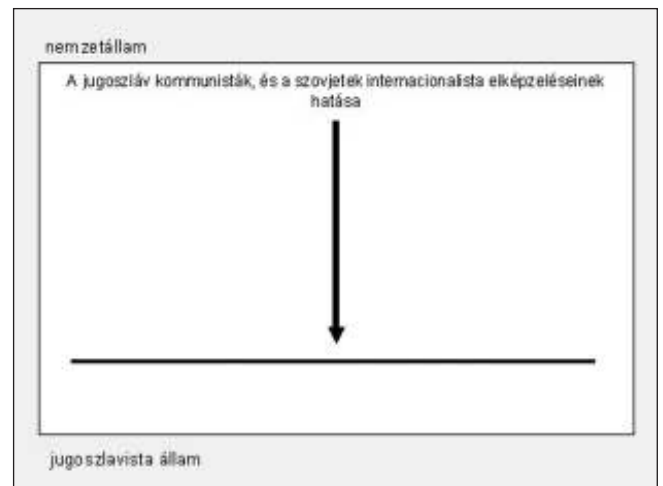 nemzetállam
A jugoszláv kommunisták, és a szovjetek internacionalista elképzeléseinek
hatása
jugoszlavista állam